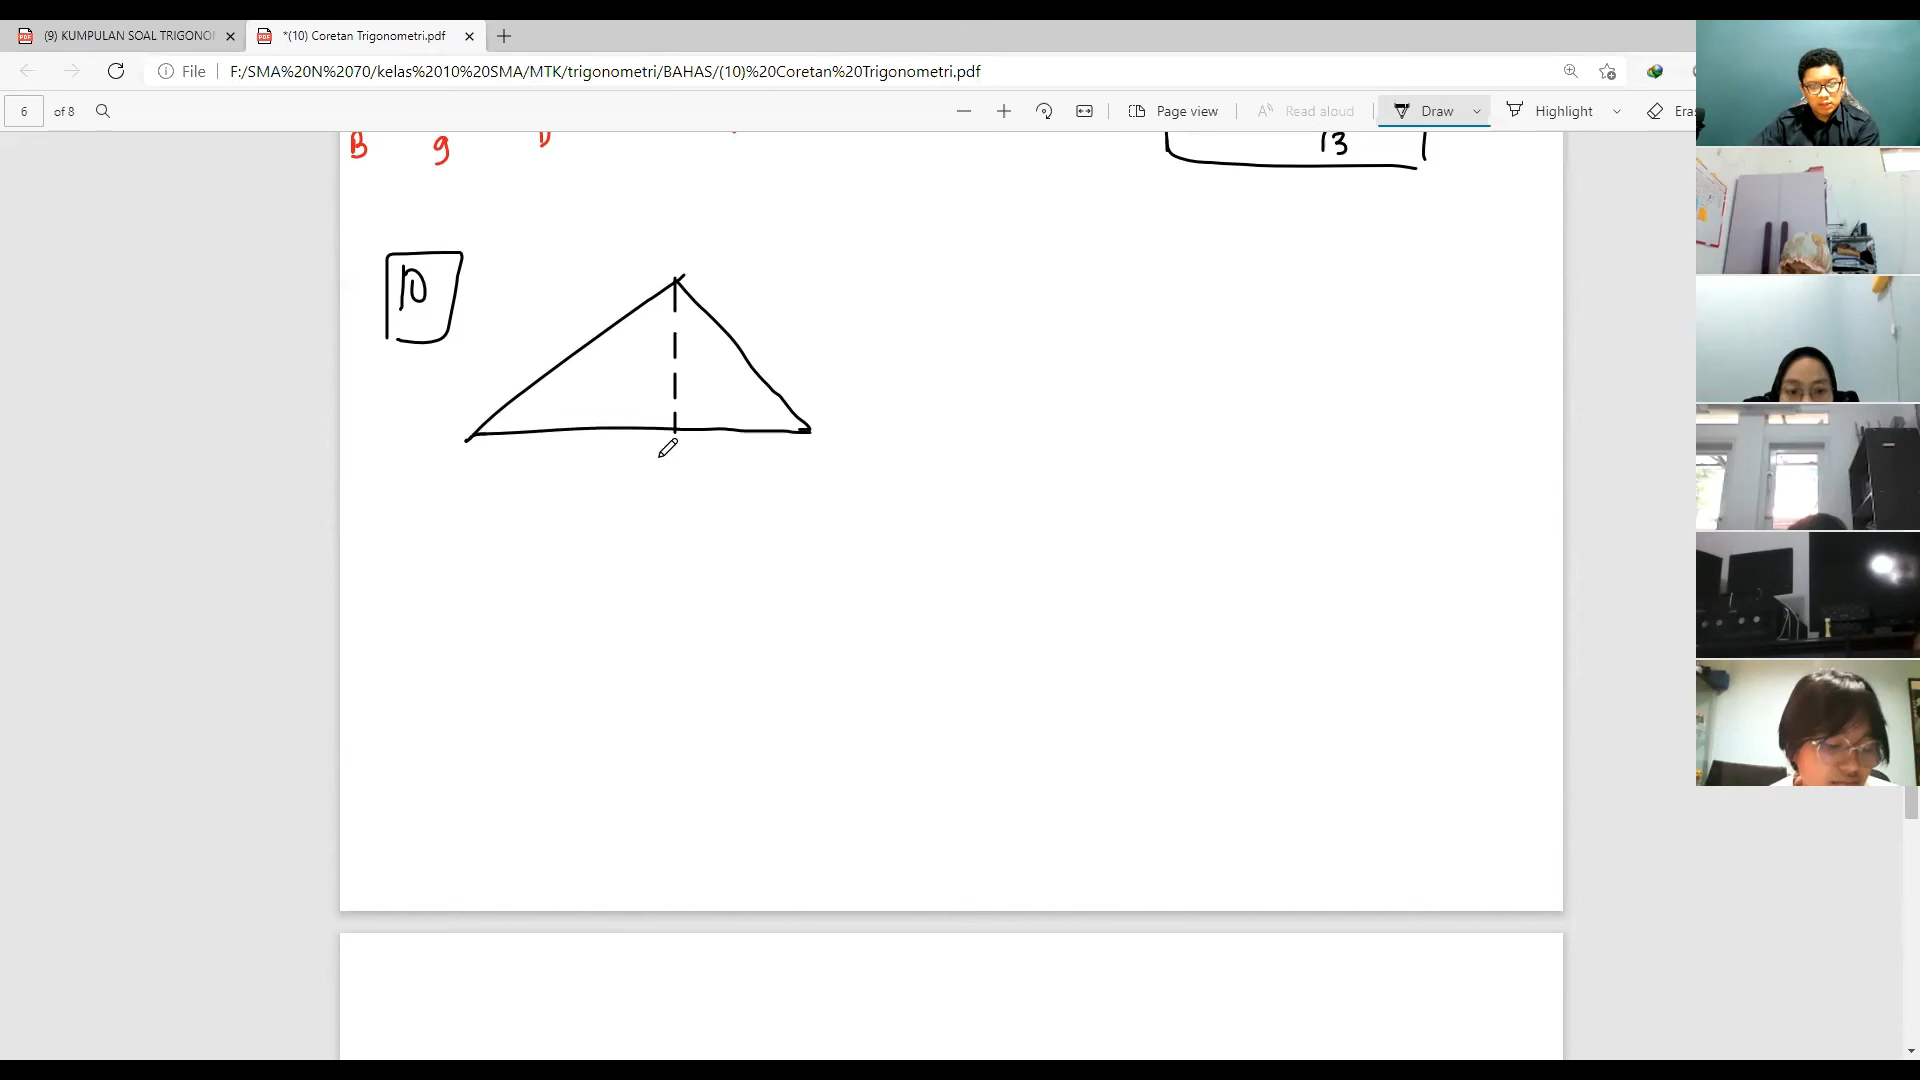 (9) KUMPULAN SOAL TRIGONO
*(10) Coretan Trigonometri.pdf
File
F:/SMA%20N%2070/kelas%2010%20SMA/MTK/trigonometri/BAHAS/(10)%20Coretan%20Trigonometri.pdf
6 of 8
Page view
Read aloud
Draw
Highlight
Eras
B 9 D
13
10